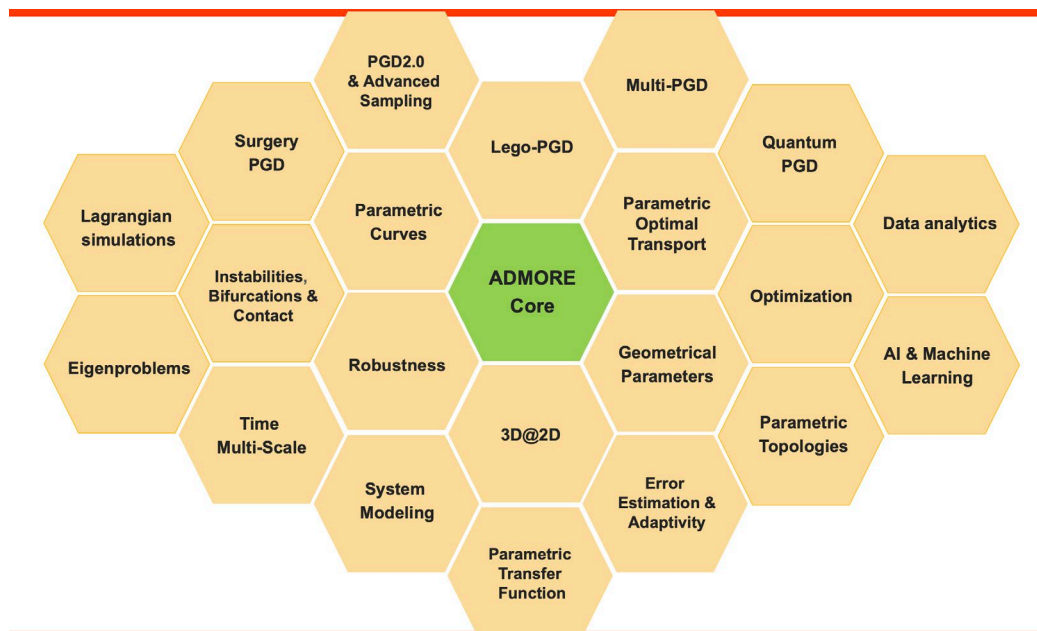 PGD2.0
& Advanced
Sampling
Multi-PGD
Surgery
PGD
Lego-PGD
Quantum
PGD
Lagrangian
simulations
Parametric
Curves
Parametric
Optimal
Transport
Data analytics
Instabilities,
Bifurcations &
Contact
ADMORE
Core
Optimization
Eigenproblems
Robustness
Geometrical
Parameters
AI & Machine
Learning
Time
Multi-Scale
3D@2D
Parametric
Topologies
System
Modeling
Error
Estimation &
Adaptivity
Parametric
Transfer
Function